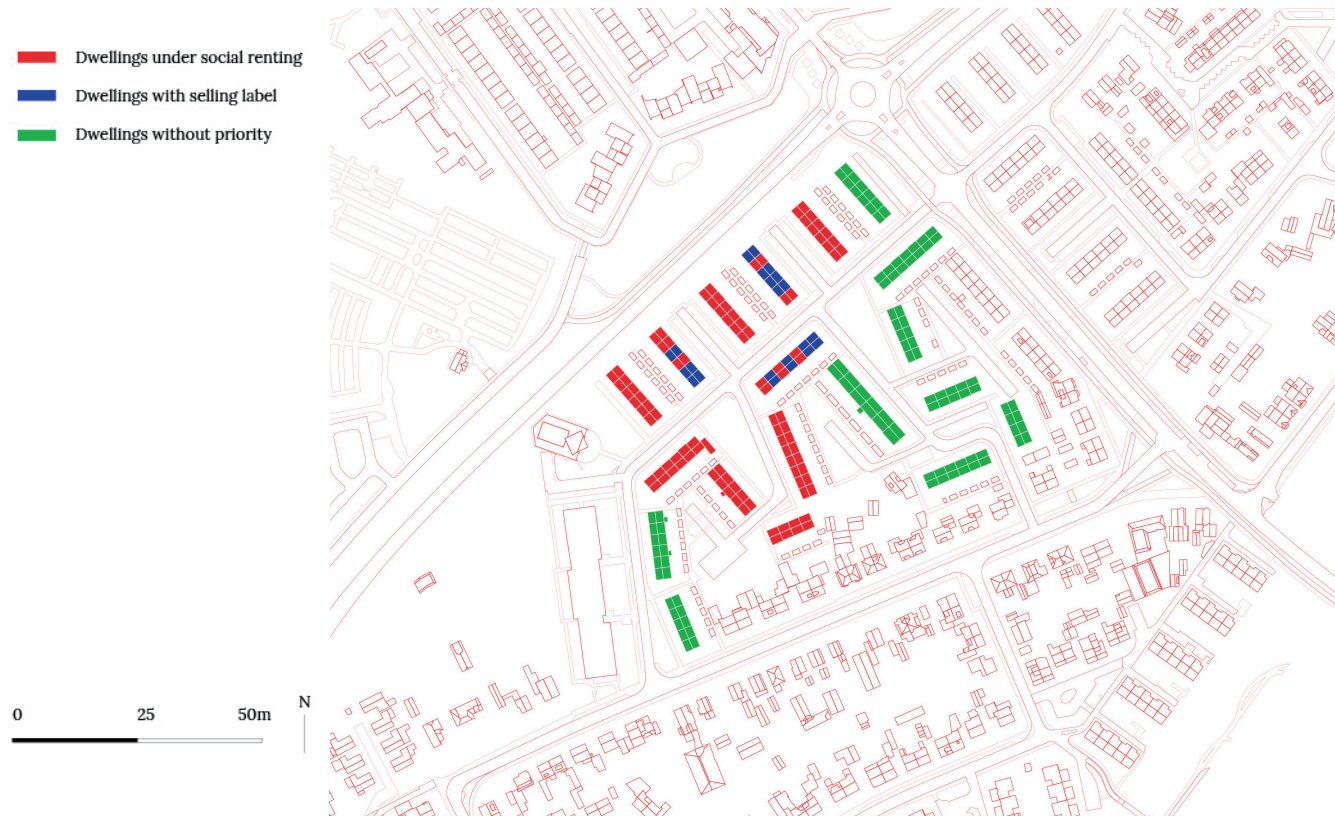 Dwellings under social renting
Dwellings with selling label
Dwellings without priority
0 25 50m
N